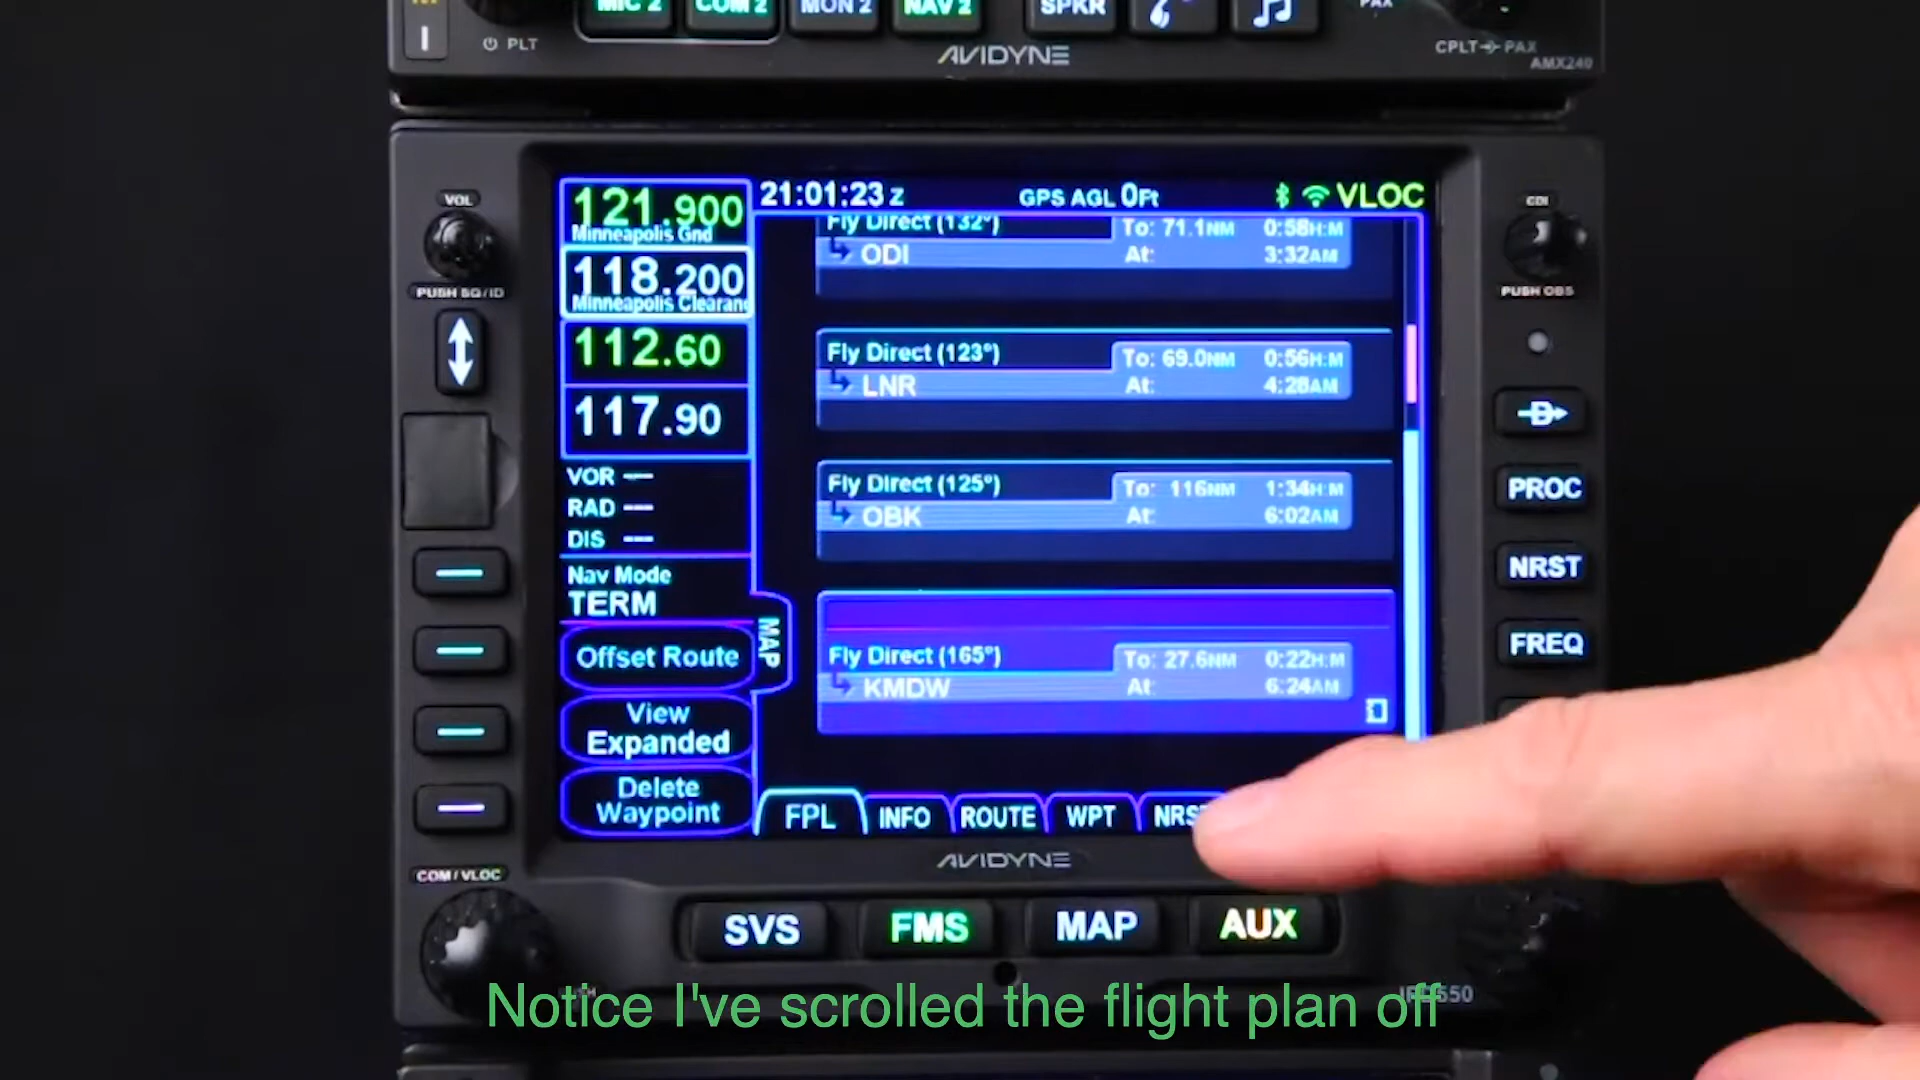 MIC 2 COM 2 MON 2 NAV 2 SPKR
PLT
AVIDYNE
PAX
CPLT PAX
AMX240
VOL
PUSH SQ/ID
121.900
Minneapolis Gnd
118.200
Minneapolis Clearanc
112.60
117.90
VOR ---
RAD ---
DIS ---
Nav Mode
TERM
Offset Route
View
Expanded
Delete
Waypoint
21:01:23 Z
GPS AGL 0Ft
VLOC
Fly Direct (132°) To: 71.1NM 0:58H:M
ODI At: 3:32AM
Fly Direct (123°) To: 69.0NM 0:56H:M
LNR At: 4:28AM
Fly Direct (125°) To: 116NM 1:34H:M
OBK At: 6:02AM
Fly Direct (165°) To: 27.6NM 0:22H:M
KMDW At: 6:24AM
MAP
FPL INFO ROUTE WPT
CDI
PUSH OBS
D
PROC
NRST
FREQ
AVIDYNE
COM/VLOC
SVS FMS MAP AUX
Notice I've scrolled the flight plan off